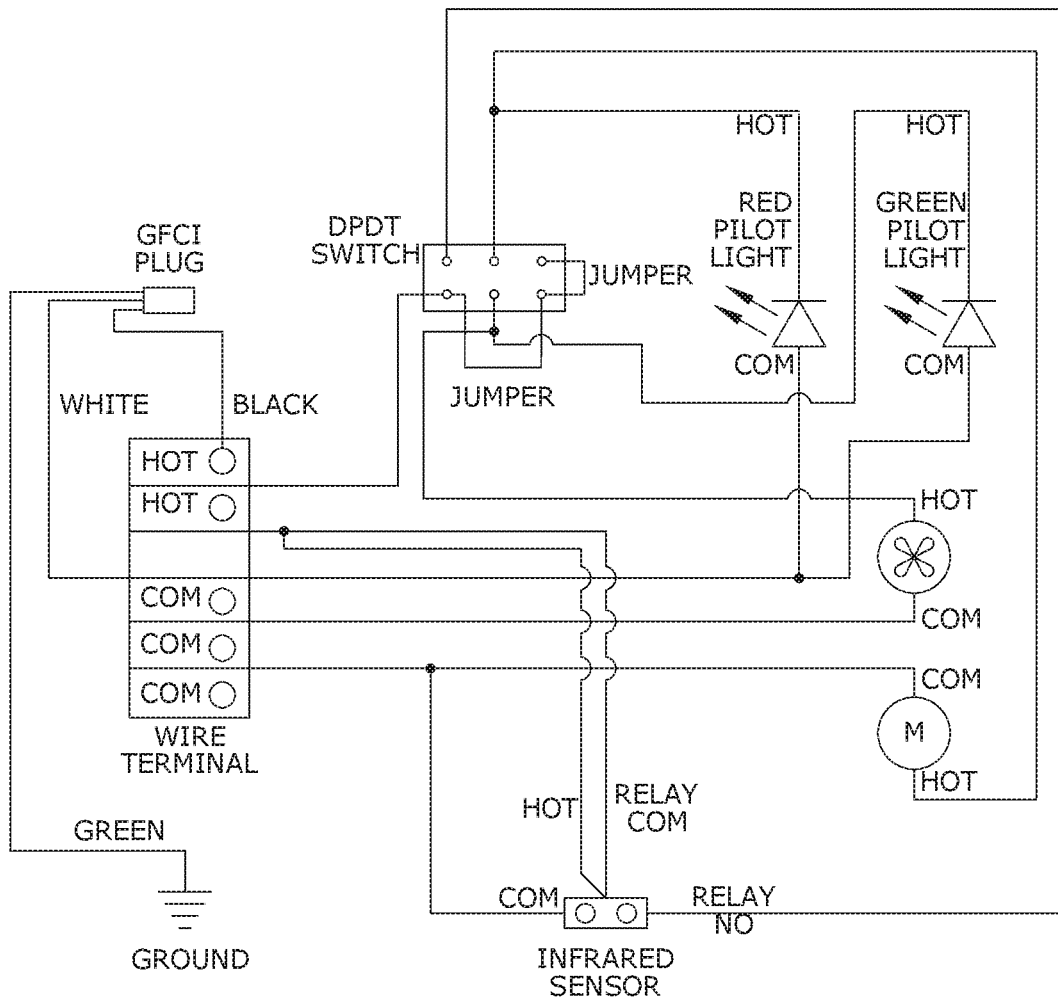 HOT
HOT
RED
PILOT
LIGHT
GREEN
PILOT
LIGHT
DPDT
SWITCH
GFCI
PLUG
JUMPER
COM
COM
JUMPER
WHITE
BLACK
HOT
HOT
COM
COM
COM
WIRE
TERMINAL
HOT
COM
COM
M
HOT
HOT
RELAY
COM
GREEN
COM
RELAY
NO
GROUND
INFRARED
SENSOR